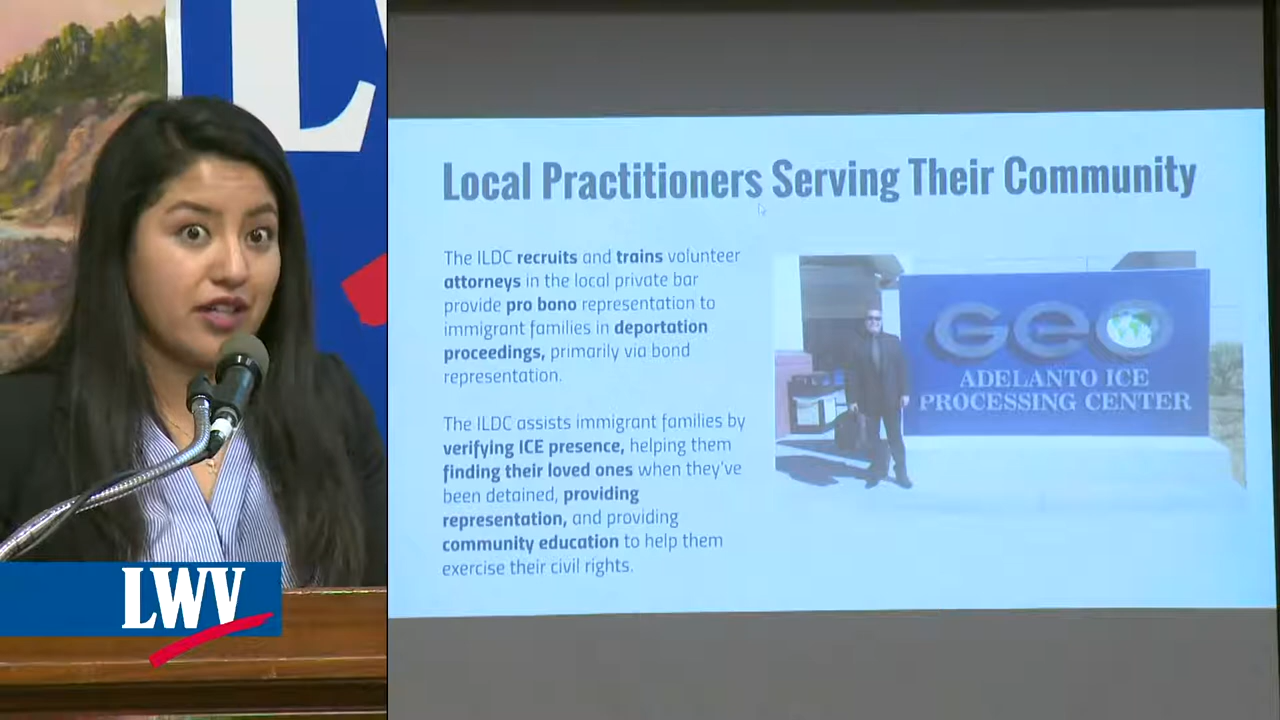 L
LWV
Local Practitioners Serving Their Community
The ILDC recruits and trains volunteer
attorneys in the local private bar
provide pro bono representation to
immigrant families in deportation
proceedings, primarily via bond
representation.
The ILDC assists immigrant families by
verifying ICE presence, helping them
finding their loved ones when they've
been detained, providing
representation, and providing
community education to help them
exercise their civil rights.
GEO
ADELANTO ICE
PROCESSING CENTER